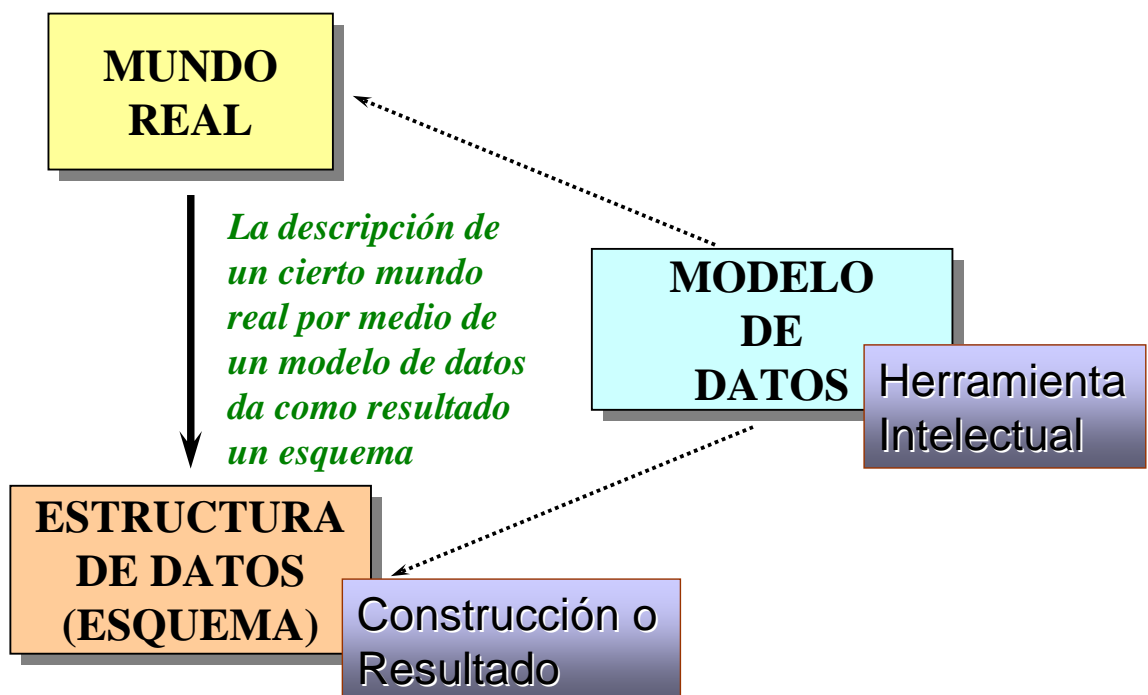 MUNDO
REAL
La descripción de
un cierto mundo
real por medio de
un modelo de datos
da como resultado
un esquema
MODELO
DE
DATOS
Herramienta
Intelectual
ESTRUCTURA
DE DATOS
(ESQUEMA)
Construcción o
Resultado